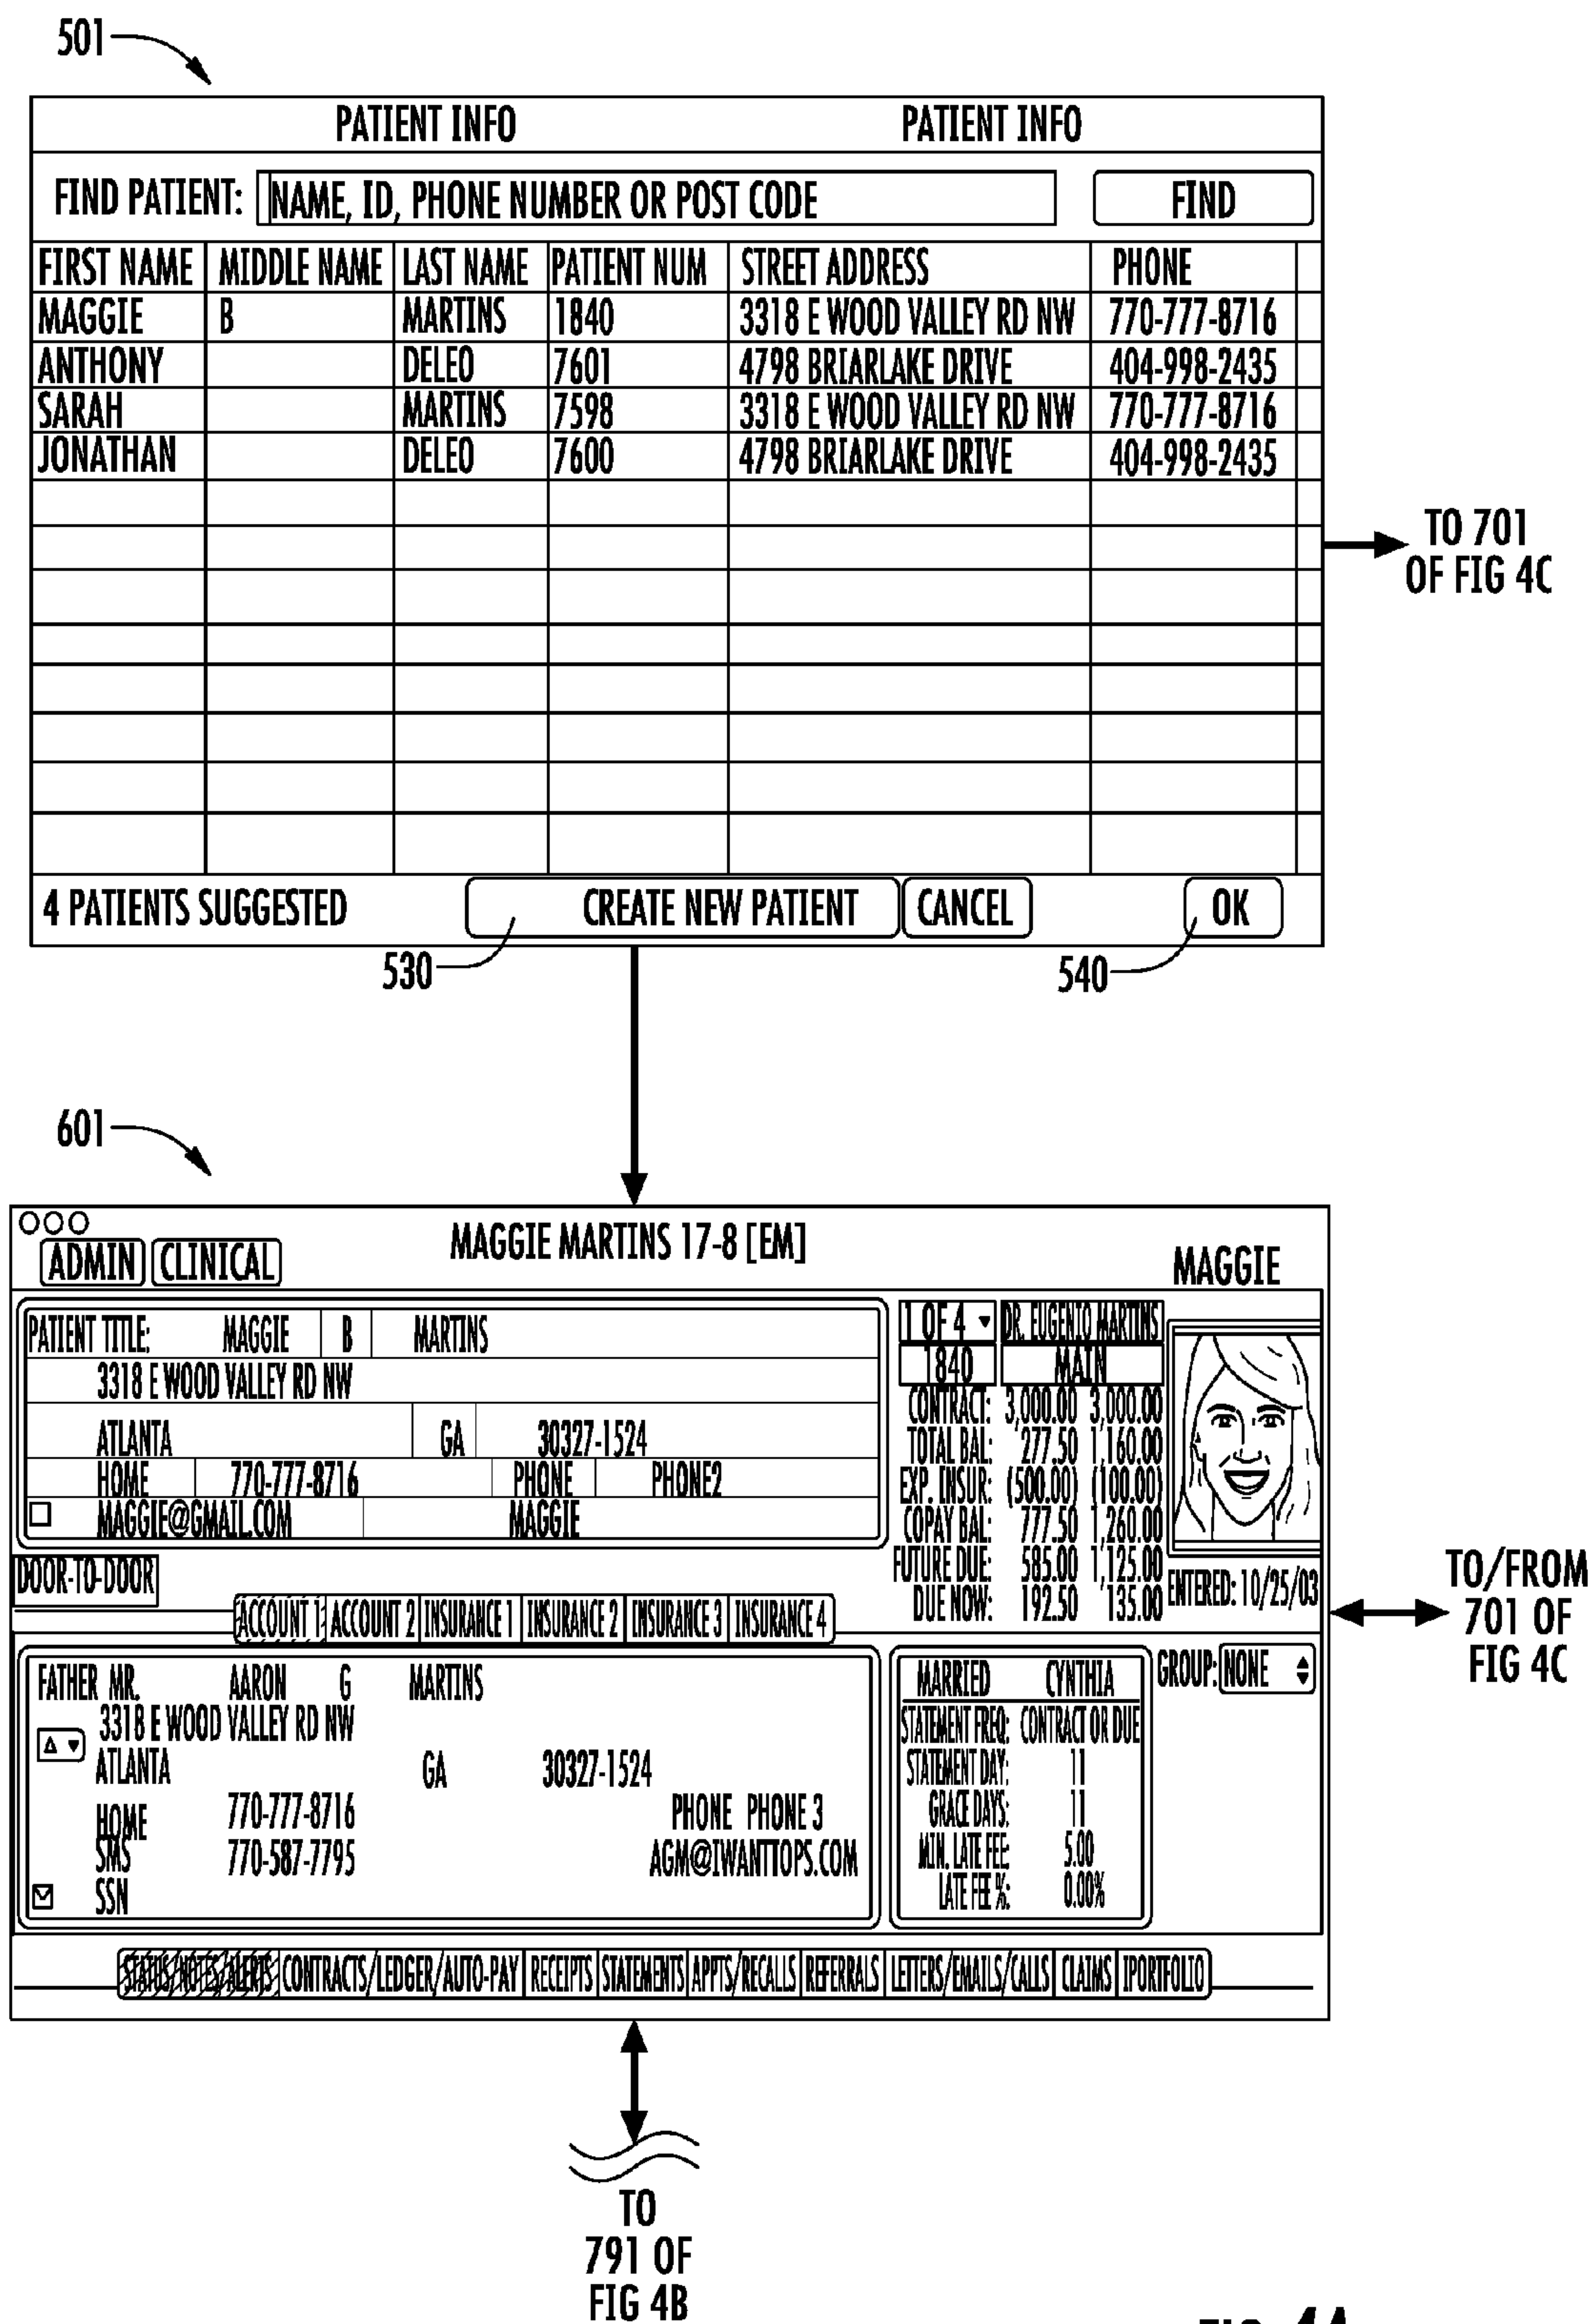 501
PATIENT INFO PATIENT INFO
FIND PATIENT: NAME, ID, PHONE NUMBER OR POST CODE FIND
FIRST NAME MIDDLE NAME LAST NAME PATIENT NUM STREET ADDRESS PHONE
MAGGIE B MARTINS 1840 3318 E WOOD VALLEY RD NW 770-777-8716
ANTHONY DELEO 7601 4798 BRIARLAKE DRIVE 404-998-2435
SARAH MARTINS 7598 3318 E WOOD VALLEY RD NW 770-777-8716
JONATHAN DELEO 7600 4798 BRIARLAKE DRIVE 404-998-2435
TO 701
OF FIG 4C
4 PATIENTS SUGGESTED CREATE NEW PATIENT CANCEL OK
530 540
601
MAGGIE MARTINS 17-8 [EM]
ADMIN CLINICAL MAGGIE
PATIENT TITLE: MAGGIE B MARTINS
3318 E WOOD VALLEY RD NW
ATLANTA GA 30327-1524
HOME 770-777-8716 PHONE PHONE2
MAGGIE@GMAIL.COM MAGGIE
1 OF 4 DR. EUGENIO MARTINS
1840 MAIN
CONTRACT: 3,000.00 3,000.00
TOTAL BAL: 277.50 1,160.00
EXP. INSUR: (500.00) (100.00)
COPAY BAL: 777.50 1,260.00
FUTURE DUE: 585.00 1,125.00
DUE NOW: 192.50 135.00
ENTERED: 10/25/03
DOOR-TO-DOOR
ACCOUNT 1 ACCOUNT 2 INSURANCE 1 INSURANCE 2 INSURANCE 3 INSURANCE 4
TO/FROM
701 OF
FIG 4C
FATHER MR. AARON G MARTINS
3318 E WOOD VALLEY RD NW
ATLANTA GA 30327-1524
HOME 770-777-8716 PHONE PHONE 3
SMS 770-587-7795 AGM@IWANTTOPS.COM
SSN
MARRIED CYNTHIA
STATEMENT FREQ: CONTRACT OR DUE
STATEMENT DAY: 11
GRACE DAYS: 11
MIN. LATE FEE: 5.00
LATE FEE %: 0.00%
GROUP: NONE
STATUS/NOTES/ALERTS CONTRACTS/LEDGER/AUTO-PAY RECEIPTS STATEMENTS APPTS/RECALLS REFERRALS LETTERS/EMAILS/CALLS CLAIMS IPORTFOLIO
TO
791 OF
FIG 4B
FIG. 4A